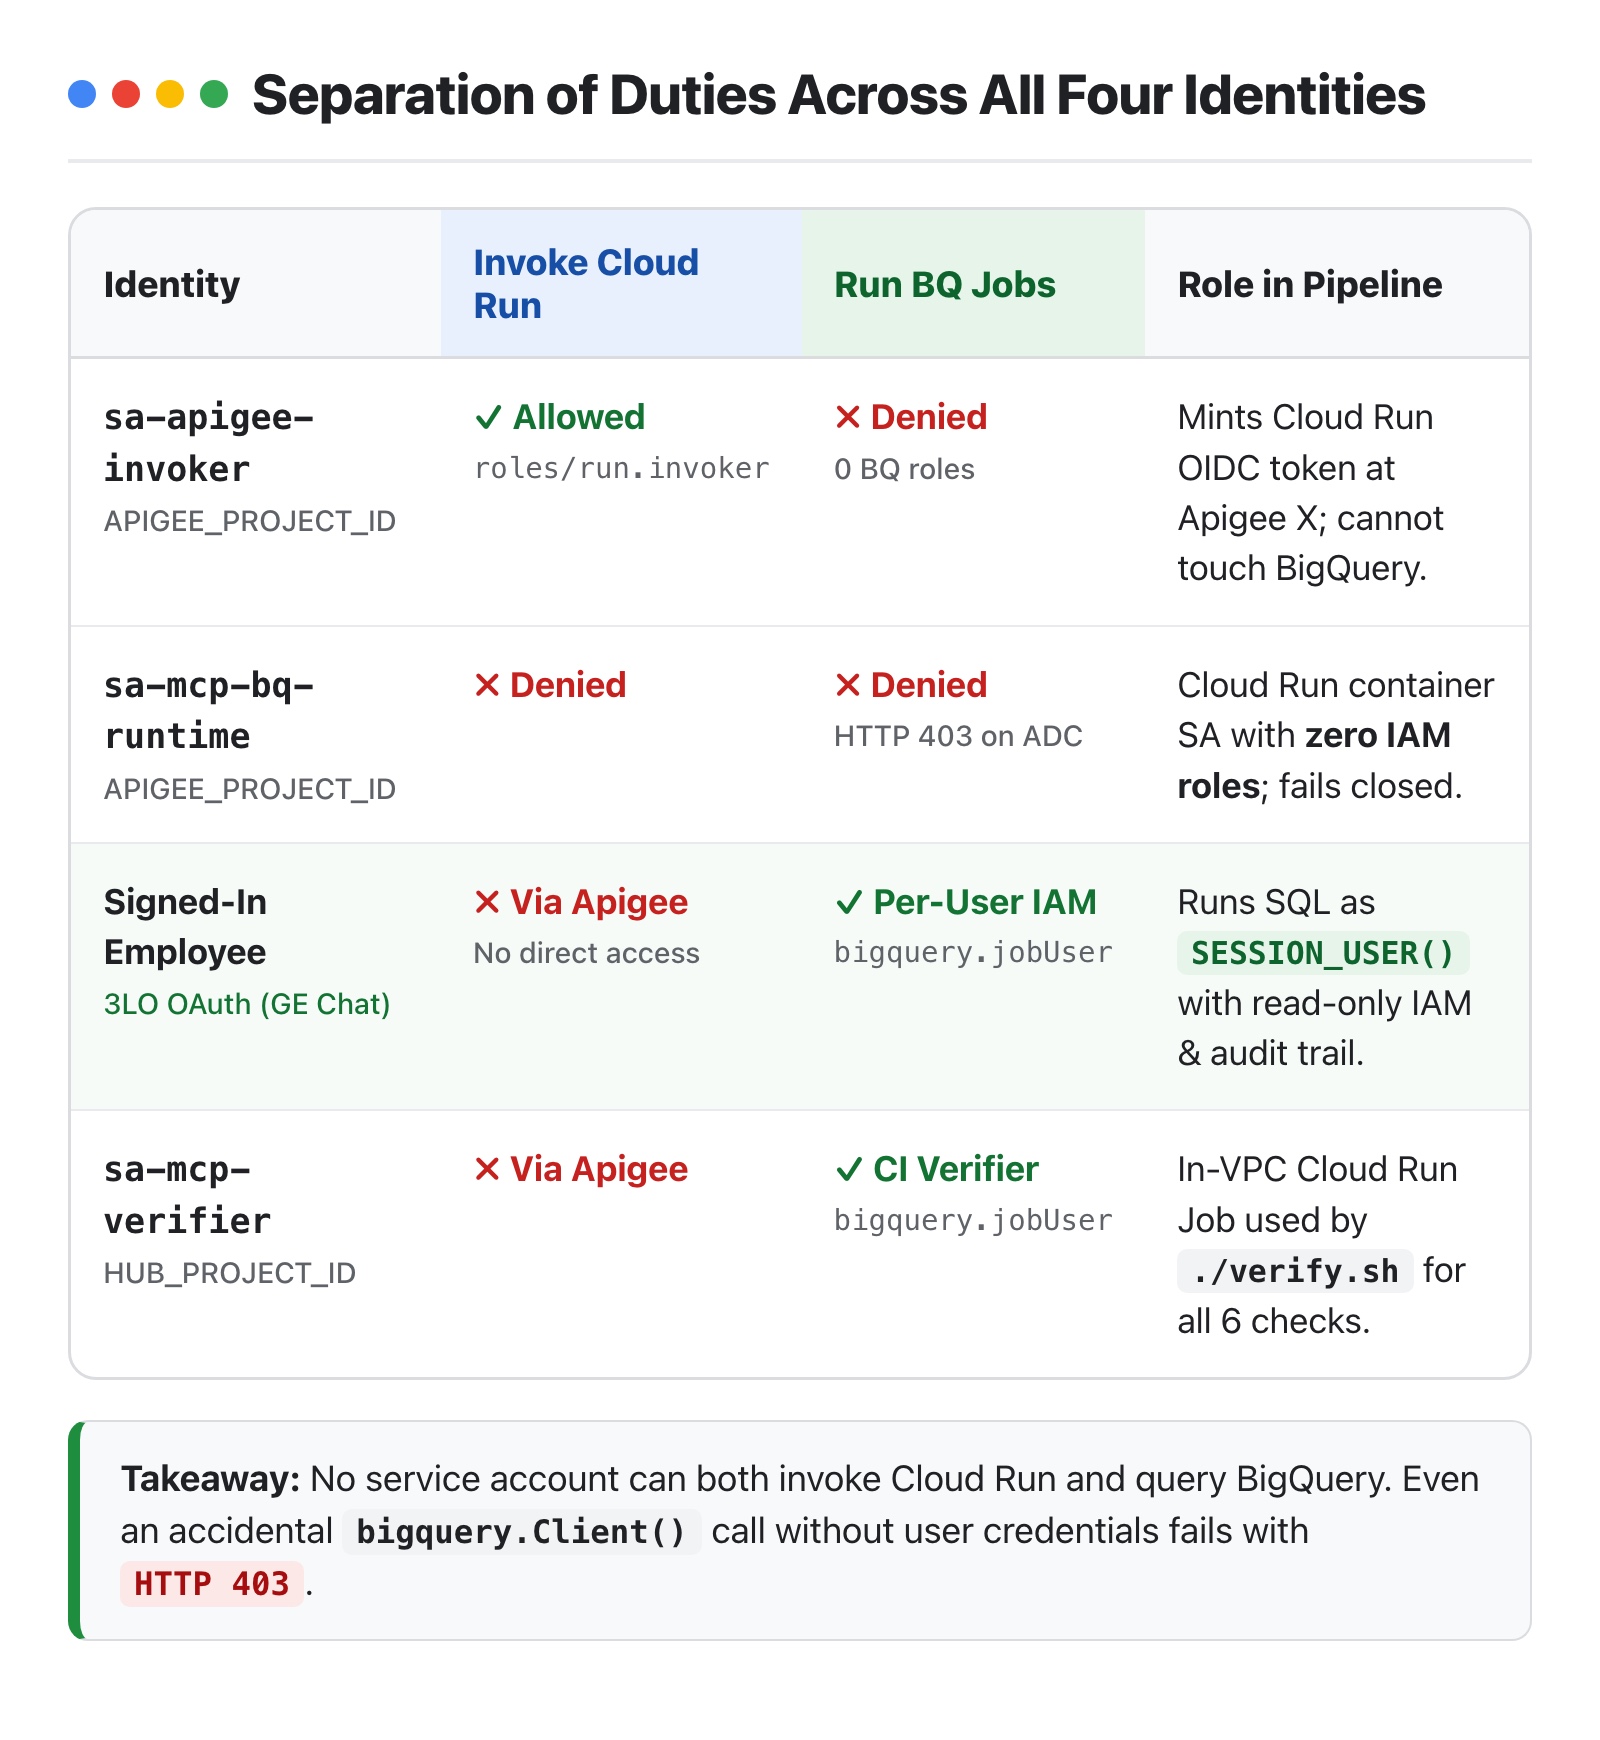 Separation of Duties Across All Four Identities
Identity
Invoke Cloud
Run
Run BQ Jobs
Role in Pipeline
sa-apigee-
invoker
APIGEE_PROJECT_ID
✓ Allowed
roles/run.invoker
✕ Denied
0 BQ roles
Mints Cloud Run
OIDC token at
Apigee X; cannot
touch BigQuery.
sa-mcp-bq-
runtime
APIGEE_PROJECT_ID
✕ Denied
✕ Denied
HTTP 403 on ADC
Cloud Run container
SA with zero IAM
roles; fails closed.
Signed-In
Employee
3LO OAuth (GE Chat)
✕ Via Apigee
No direct access
✓ Per-User IAM
bigquery.jobUser
Runs SQL as
SESSION_USER()
with read-only IAM
& audit trail.
sa-mcp-
verifier
HUB_PROJECT_ID
✕ Via Apigee
✓ CI Verifier
bigquery.jobUser
In-VPC Cloud Run
Job used by
./verify.sh for
all 6 checks.
Takeaway: No service account can both invoke Cloud Run and query BigQuery. Even
an accidental bigquery.Client() call without user credentials fails with
HTTP 403.